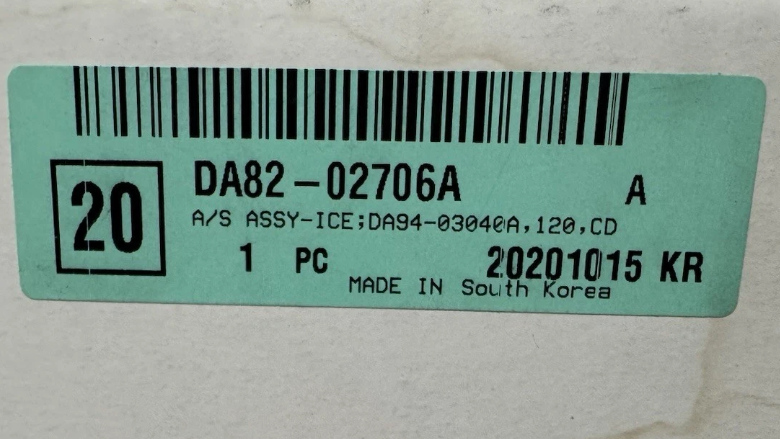 20
DA82-02706A A
A/S ASSY-ICE;DA94-03040A,120,CD
1 PC 20201015 KR
MADE IN South Korea